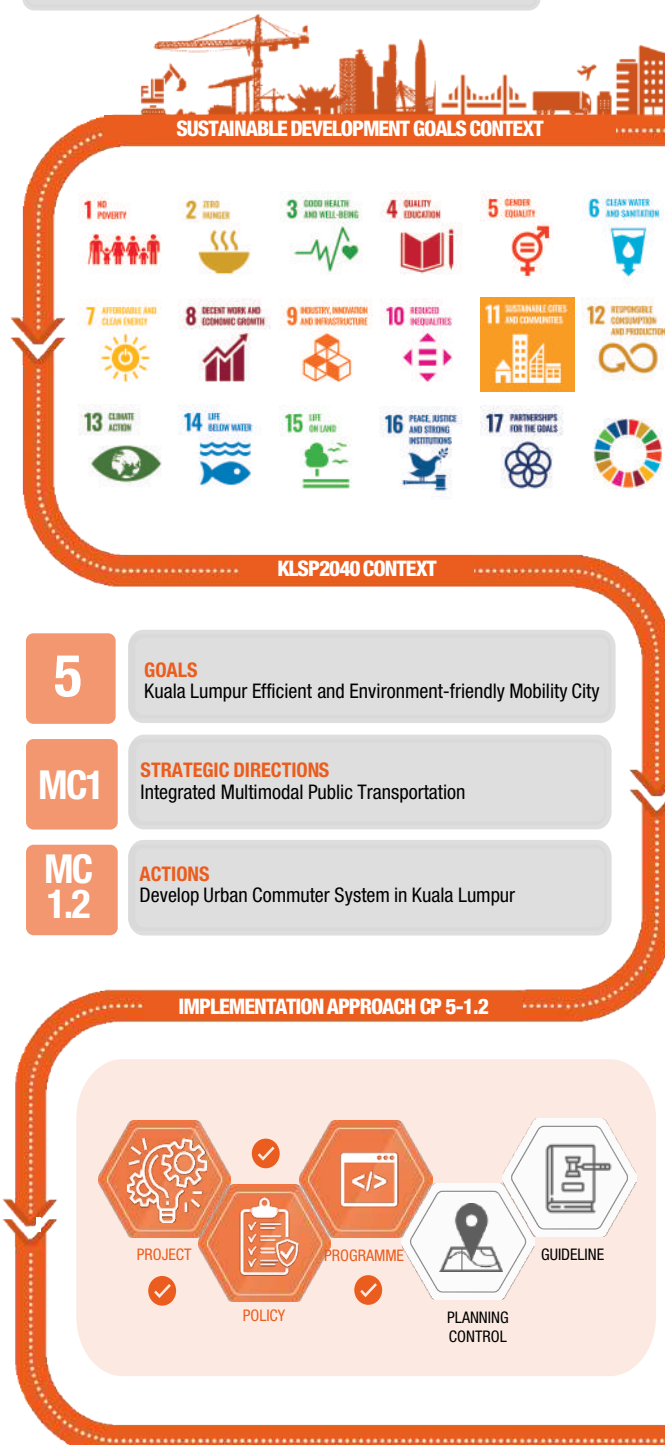 SUSTAINABLE DEVELOPMENT GOALS CONTEXT
1 NO POVERTY
2 ZERO HUNGER
3 GOOD HEALTH AND WELL-BEING
4 QUALITY EDUCATION
5 GENDER EQUALITY
6 CLEAN WATER AND SANITATION
7 AFFORDABLE AND CLEAN ENERGY
8 DECENT WORK AND ECONOMIC GROWTH
9 INDUSTRY, INNOVATION AND INFRASTRUCTURE
10 REDUCED INEQUALITIES
11 SUSTAINABLE CITIES AND COMMUNITIES
12 RESPONSIBLE CONSUMPTION AND PRODUCTION
13 CLIMATE ACTION
14 LIFE BELOW WATER
15 LIFE ON LAND
16 PEACE, JUSTICE AND STRONG INSTITUTIONS
17 PARTNERSHIPS FOR THE GOALS
KLSP2040 CONTEXT
5
GOALS
Kuala Lumpur Efficient and Environment-friendly Mobility City
MC1
STRATEGIC DIRECTIONS
Integrated Multimodal Public Transportation
MC
1.2
ACTIONS
Develop Urban Commuter System in Kuala Lumpur
IMPLEMENTATION APPROACH CP 5-1.2
</>
PROJECT
POLICY
PROGRAMME
PLANNING
CONTROL
GUIDELINE